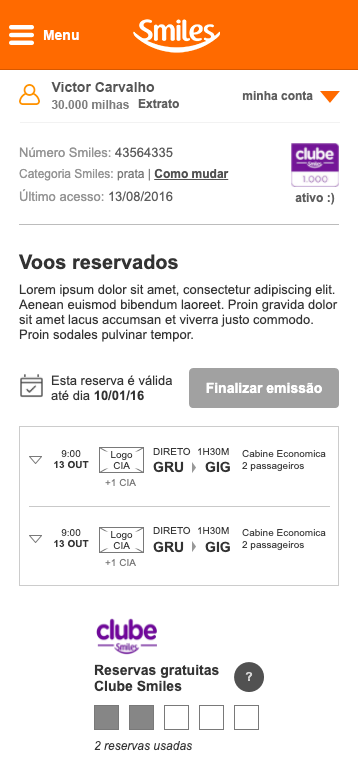 Menu
Smiles
Victor Carvalho
30.000 milhas Extrato
minha conta
Número Smiles: 43564335
Categoria Smiles: prata | Como mudar
Último acesso: 13/08/2016
clube
Smiles
1.000
ativo :)
Voos reservados
Lorem ipsum dolor sit amet, consectetur adipiscing elit.
Aenean euismod bibendum laoreet. Proin gravida dolor
sit amet lacus accumsan et viverra justo commodo.
Proin sodales pulvinar tempor.
Esta reserva é válida
até dia 10/01/16
Finalizar emissão
9:00
13 OUT
Logo
CIA
+1 CIA
DIRETO 1H30M
GRU GIG
Cabine Economica
2 passageiros
9:00
13 OUT
Logo
CIA
+1 CIA
DIRETO 1H30M
GRU GIG
Cabine Economica
2 passageiros
clube
Smiles
Reservas gratuitas
Clube Smiles
?
2 reservas usadas